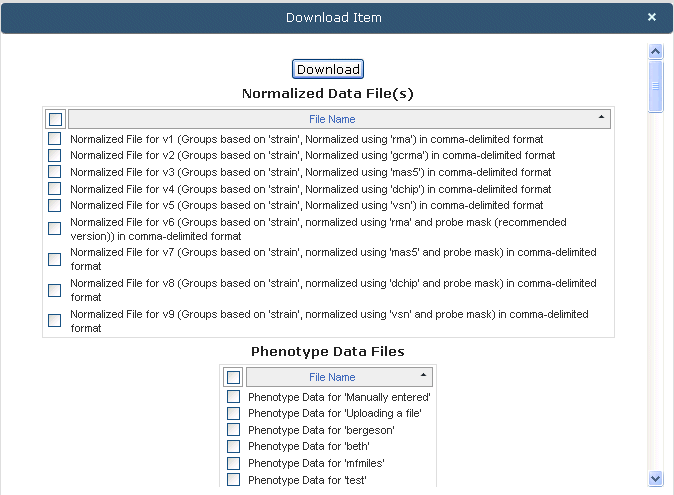 Download Item
Download
Normalized Data File(s)
File Name
Normalized File for v1 (Groups based on 'strain', Normalized using 'rma') in comma-delimited format
Normalized File for v2 (Groups based on 'strain', Normalized using 'gcrma') in comma-delimited format
Normalized File for v3 (Groups based on 'strain', Normalized using 'mas5') in comma-delimited format
Normalized File for v4 (Groups based on 'strain', Normalized using 'dchip') in comma-delimited format
Normalized File for v5 (Groups based on 'strain', Normalized using 'vsn') in comma-delimited format
Normalized File for v6 (Groups based on 'strain', normalized using 'rma' and probe mask (recommended
version)) in comma-delimited format
Normalized File for v7 (Groups based on 'strain', normalized using 'mas5' and probe mask) in comma-delimited
format
Normalized File for v8 (Groups based on 'strain', normalized using 'dchip' and probe mask) in comma-delimited
format
Normalized File for v9 (Groups based on 'strain', normalized using 'vsn' and probe mask) in comma-delimited
format
Phenotype Data Files
File Name
Phenotype Data for 'Manually entered'
Phenotype Data for 'Uploading a file'
Phenotype Data for 'bergeson'
Phenotype Data for 'beth'
Phenotype Data for 'mfmiles'
Phenotype Data for 'test'